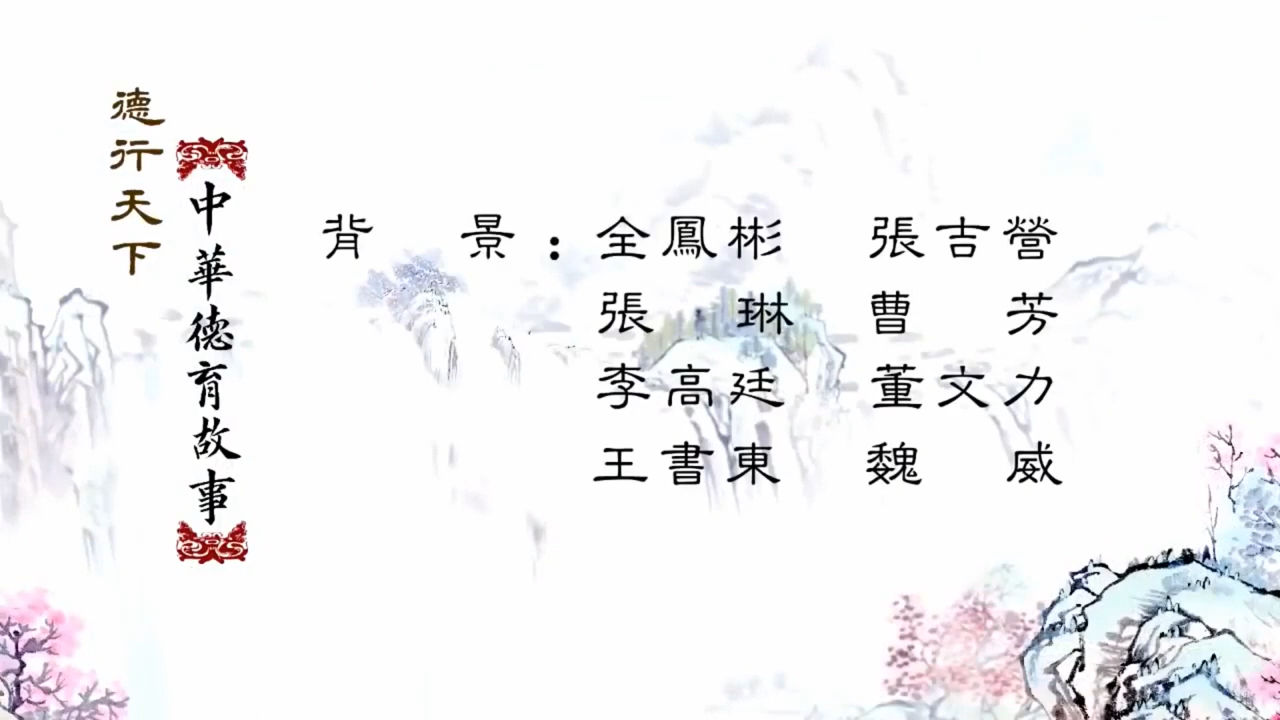 德行天下
中華德育故事
背 景：全鳳彬 張吉營
張 琳 曹 芳
李高廷 董文力
王書東 魏 威